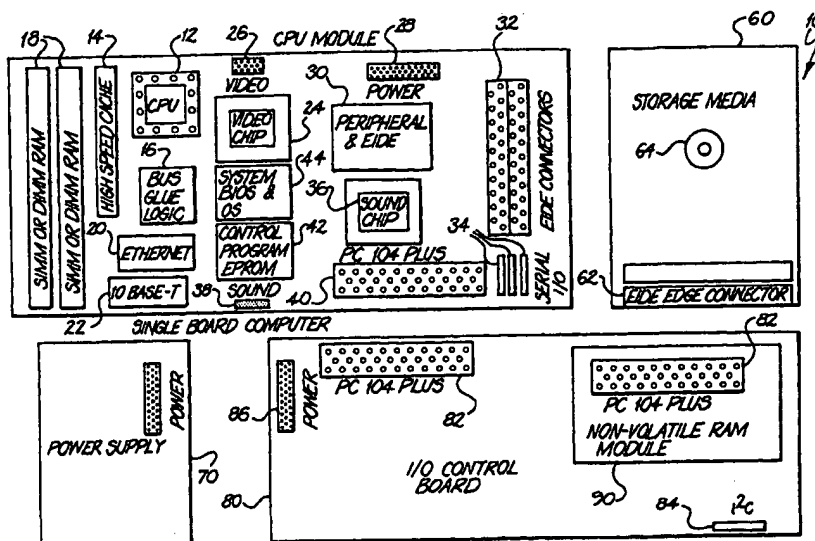 CPU MODULE
18
14
12
26
28
32
60
10
SIMM OR DIMM RAM
SIMM OR DIMM RAM
HIGH SPEED CACHE
CPU
VIDEO
VIDEO
CHIP
24
POWER
30
PERIPHERAL
& EIDE
EIDE CONNECTORS
STORAGE MEDIA
64
16
BUS
GLUE
LOGIC
SYSTEM
BIOS &
OS
44
36
SOUND
CHIP
20
ETHERNET
CONTROL
PROGRAM
EPROM
42
34
PC 104 PLUS
40
SERIAL
I/O
22
10 BASE-T
SOUND
38
62
EIDE EDGE CONNECTOR
SINGLE BOARD COMPUTER
POWER
POWER SUPPLY
70
86
POWER
PC 104 PLUS
82
82
PC 104 PLUS
NON-VOLATILE RAM
MODULE
80
I/O CONTROL
BOARD
90
84
I²C